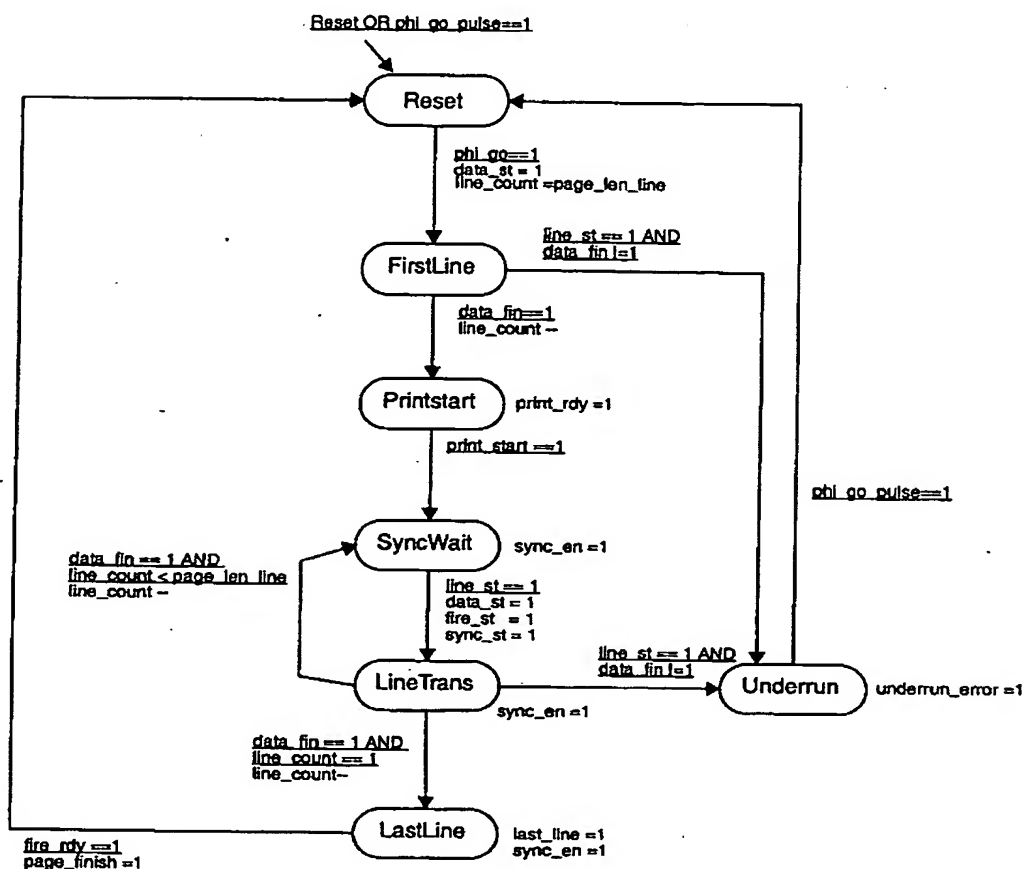 Reset OR phi_go_pulse==1
Reset
phi_go==1
data_st = 1
line_count =page_len_line
line_st == 1 AND
data_fin !=1
FirstLine
data_fin==1
line_count --
Printstart
print_rdy =1
print_start ==1
phi_go_pulse==1
SyncWait
sync_en =1
data_fin == 1 AND
line_count < page_len_line
line_count --
line_st == 1
data_st = 1
fire_st = 1
sync_st = 1
line_st == 1 AND
data_fin !=1
LineTrans
sync_en =1
Underrun
underrun_error =1
data_fin == 1 AND
line_count == 1
line_count--
LastLine
last_line =1
sync_en =1
fire_rdy ==1
page_finish =1